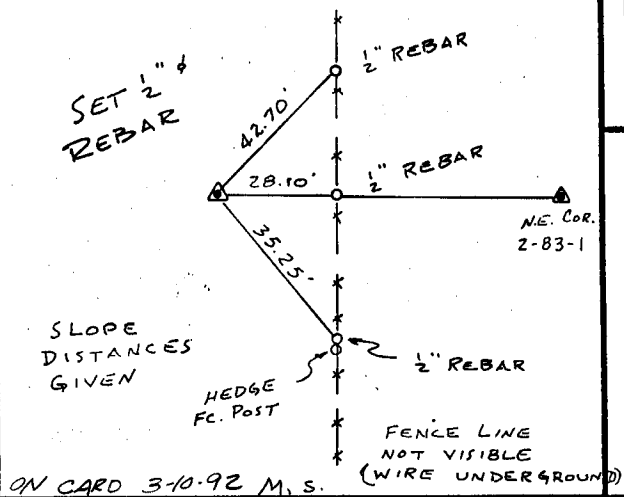 SET 1/2" ϕ
REBAR
1/2" REBAR
42.70'
28.10'
1/2" REBAR
N.E. COR.
2-83-1
35.25'
SLOPE
DISTANCES
GIVEN
1/2" REBAR
HEDGE
FC. POST
FENCE LINE
NOT VISIBLE
(WIRE UNDERGROUND)
ON CARD 3-10-92 M.S.